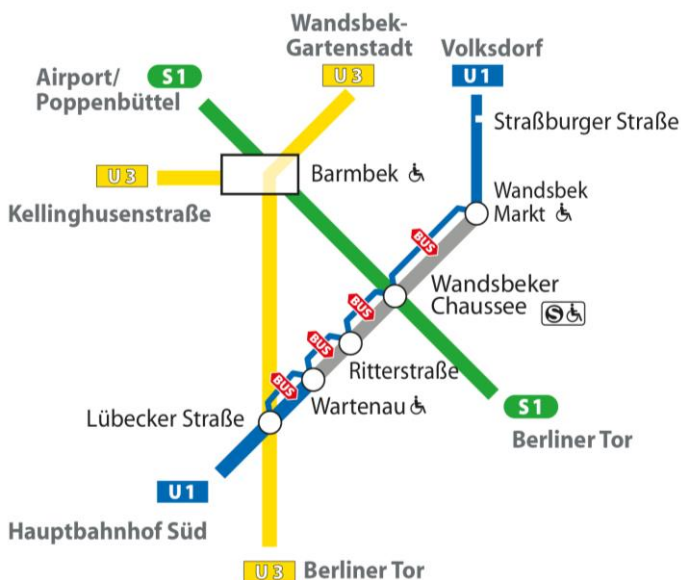 Wandsbek-
Gartenstadt
Volksdorf
Airport/
Poppenbüttel
S1
U3
U1
Straßburger Straße
Barmbek
U3
Kellinghusenstraße
Wandsbek
Markt
BUS
Wandsbeker
Chaussee
S
BUS
BUS
Ritterstraße
BUS
Wartenau
Lübecker Straße
S1
Berliner Tor
U1
Hauptbahnhof Süd
U3 Berliner Tor